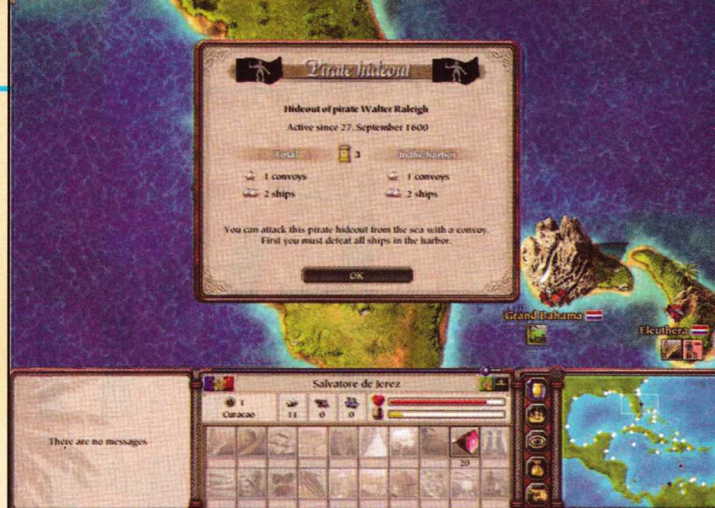 Pirate hideout
Hideout of pirate Walter Raleigh
Active since 27. September 1600
Total 3 In the harbor
1 convoys 1 convoys
2 ships 2 ships
You can attack this pirate hideout from the sea with a convoy.
First you must defeat all ships in the harbor.
OK
Grand Bahama
Eleuthera
Salvatore de Jerez
1
Curacao 11 0 0
There are no messages
20